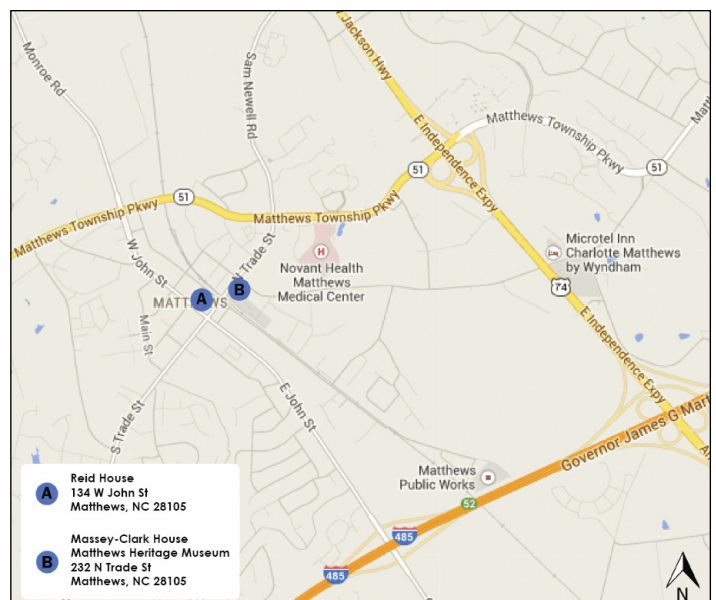 Monroe Rd
Sam Newell Rd
Jackson Hwy
E Independence Expy
Matthews Township Pkwy
51
51
51
Matthews Township Pkwy
Matthews Township Pkwy
W John St
N Trade St
H
Novant Health
Matthews
Medical Center
Microtel Inn
Charlotte Matthews
by Wyndham
74
A
B
Main St
E Independence Expy
S Trade St
E John St
Governor James G Mart
Matthews
Public Works
52
485
485
A
Reid House
134 W John St
Matthews, NC 28105
B
Massey-Clark House
Matthews Heritage Museum
232 N Trade St
Matthews, NC 28105
N